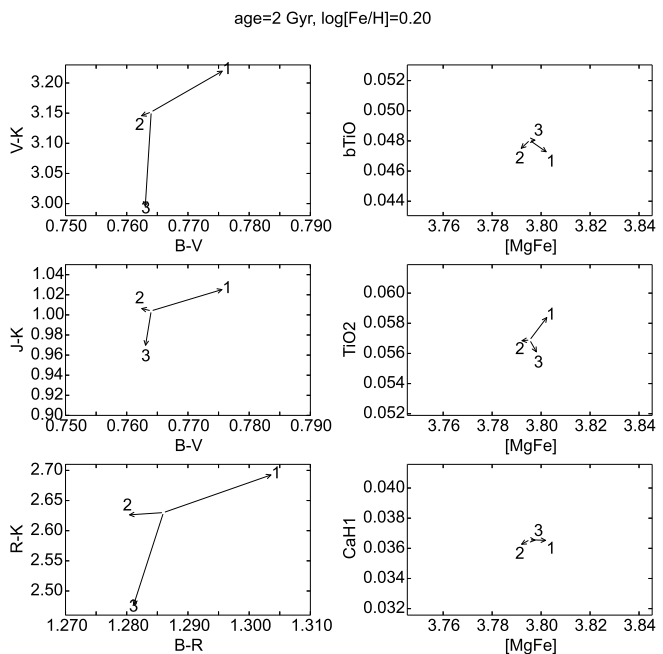 age=2 Gyr, log[Fe/H]=0.20
3.20
3.15
3.10
3.05
3.00
V-K
1
2
3
0.750 0.760 0.770 0.780 0.790
B-V
0.052
0.050
0.048
0.046
0.044
bTiO
3
2
1
3.76 3.78 3.80 3.82 3.84
[MgFe]
1.04
1.02
1.00
0.98
0.96
0.94
0.92
0.90
J-K
2
1
3
0.750 0.760 0.770 0.780 0.790
B-V
0.060
0.058
0.056
0.054
0.052
TiO2
1
2
3
3.76 3.78 3.80 3.82 3.84
[MgFe]
2.70
2.65
2.60
2.55
2.50
R-K
1
2
3
1.270 1.280 1.290 1.300 1.310
B-R
0.040
0.038
0.036
0.034
0.032
CaH1
3
2
1
3.76 3.78 3.80 3.82 3.84
[MgFe]